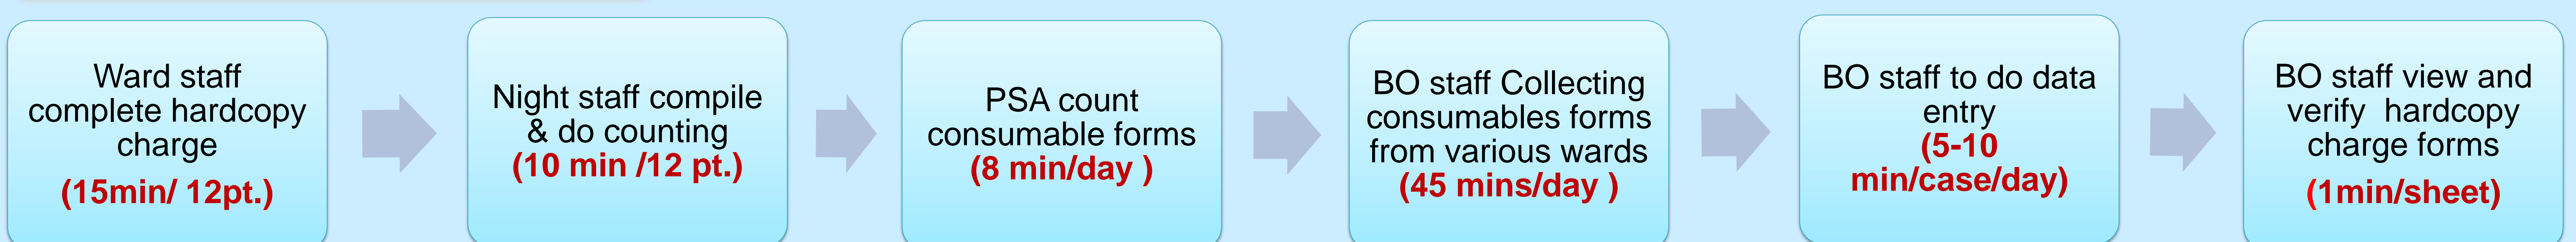 Ward staff
complete hardcopy
charge
(15min/ 12pt.)
Night staff compile
& do counting
(10 min /12 pt.)
PSA count
consumable forms
(8 min/day )
BO staff Collecting
consumables forms
from various wards
(45 mins/day )
BO staff to do data
entry
(5-10
min/case/day)
BO staff view and
verify hardcopy
charge forms
(1min/sheet)